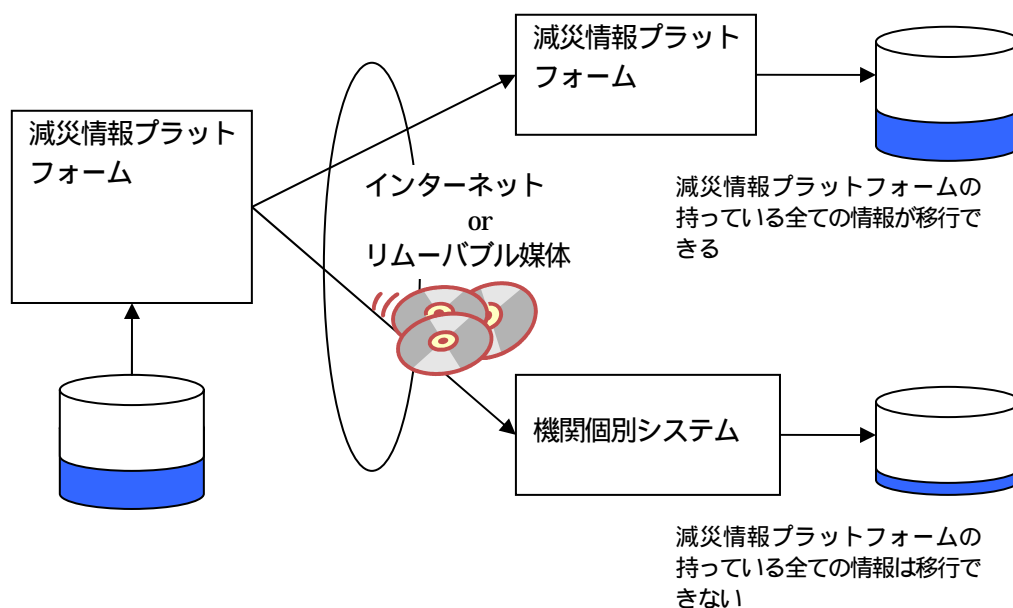 減災情報プラット
フォーム
減災情報プラット
フォーム
インターネット
or
リムーバブル媒体
減災情報プラットフォームの
持っている全ての情報が移行で
きる
機関個別システム
減災情報プラットフォームの
持っている全ての情報は移行で
きない